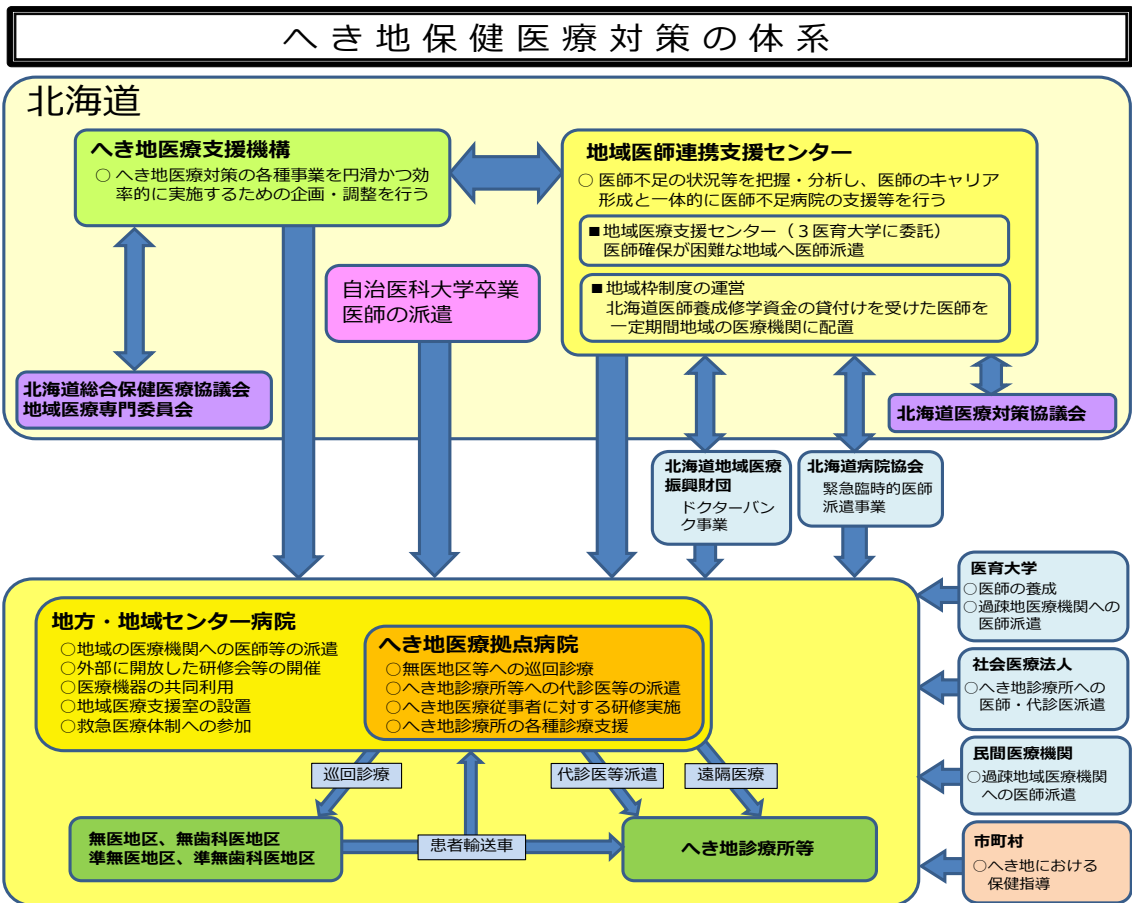 へき地保健医療対策の体系
北海道
へき地医療支援機構
○ へき地医療対策の各種事業を円滑かつ効
率的に実施するための企画・調整を行う
地域医師連携支援センター
○ 医師不足の状況等を把握・分析し、医師のキャリア
形成と一体的に医師不足病院の支援等を行う
■地域医療支援センター（３医育大学に委託）
医師確保が困難な地域へ医師派遣
■地域枠制度の運営
北海道医師養成修学資金の貸付けを受けた医師を
一定期間地域の医療機関に配置
自治医科大学卒業
医師の派遣
北海道総合保健医療協議会
地域医療専門委員会
北海道医療対策協議会
北海道地域医療
振興財団
ドクターバン
ク事業
北海道病院協会
緊急臨時的医師
派遣事業
地方・地域センター病院
○地域の医療機関への医師等の派遣
○外部に開放した研修会等の開催
○医療機器の共同利用
○地域医療支援室の設置
○救急医療体制への参加
へき地医療拠点病院
○無医地区等への巡回診療
○へき地診療所等への代診医等の派遣
○へき地医療従事者に対する研修実施
○へき地診療所の各種診療支援
巡回診療
代診医等派遣
遠隔医療
無医地区、無歯科医地区
準無医地区、準無歯科医地区
患者輸送車
へき地診療所等
医育大学
○医師の養成
○過疎地医療機関への
医師派遣
社会医療法人
○へき地診療所への
医師・代診医派遣
民間医療機関
○過疎地域医療機関
への医師派遣
市町村
○へき地における
保健指導